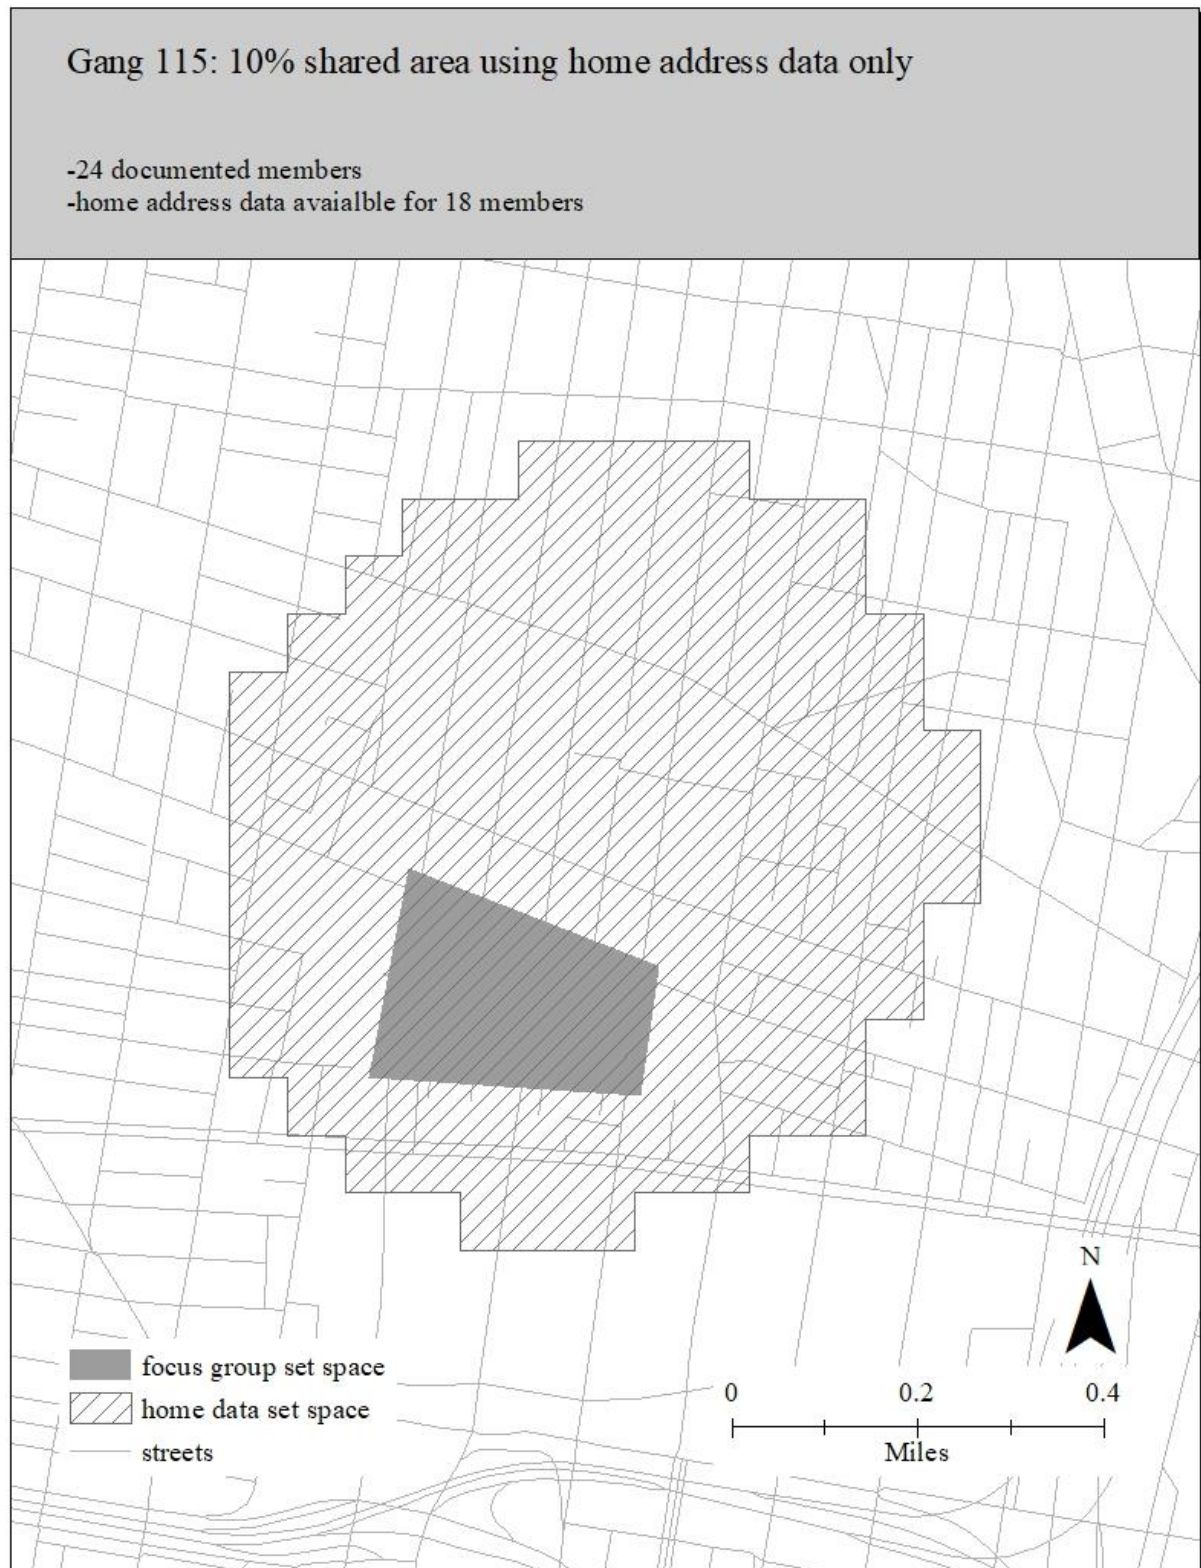 Gang 115: 10% shared area using home address data only
-24 documented members
-home address data avaialble for 18 members
N
focus group set space
home data set space
streets
0 0.2 0.4
Miles